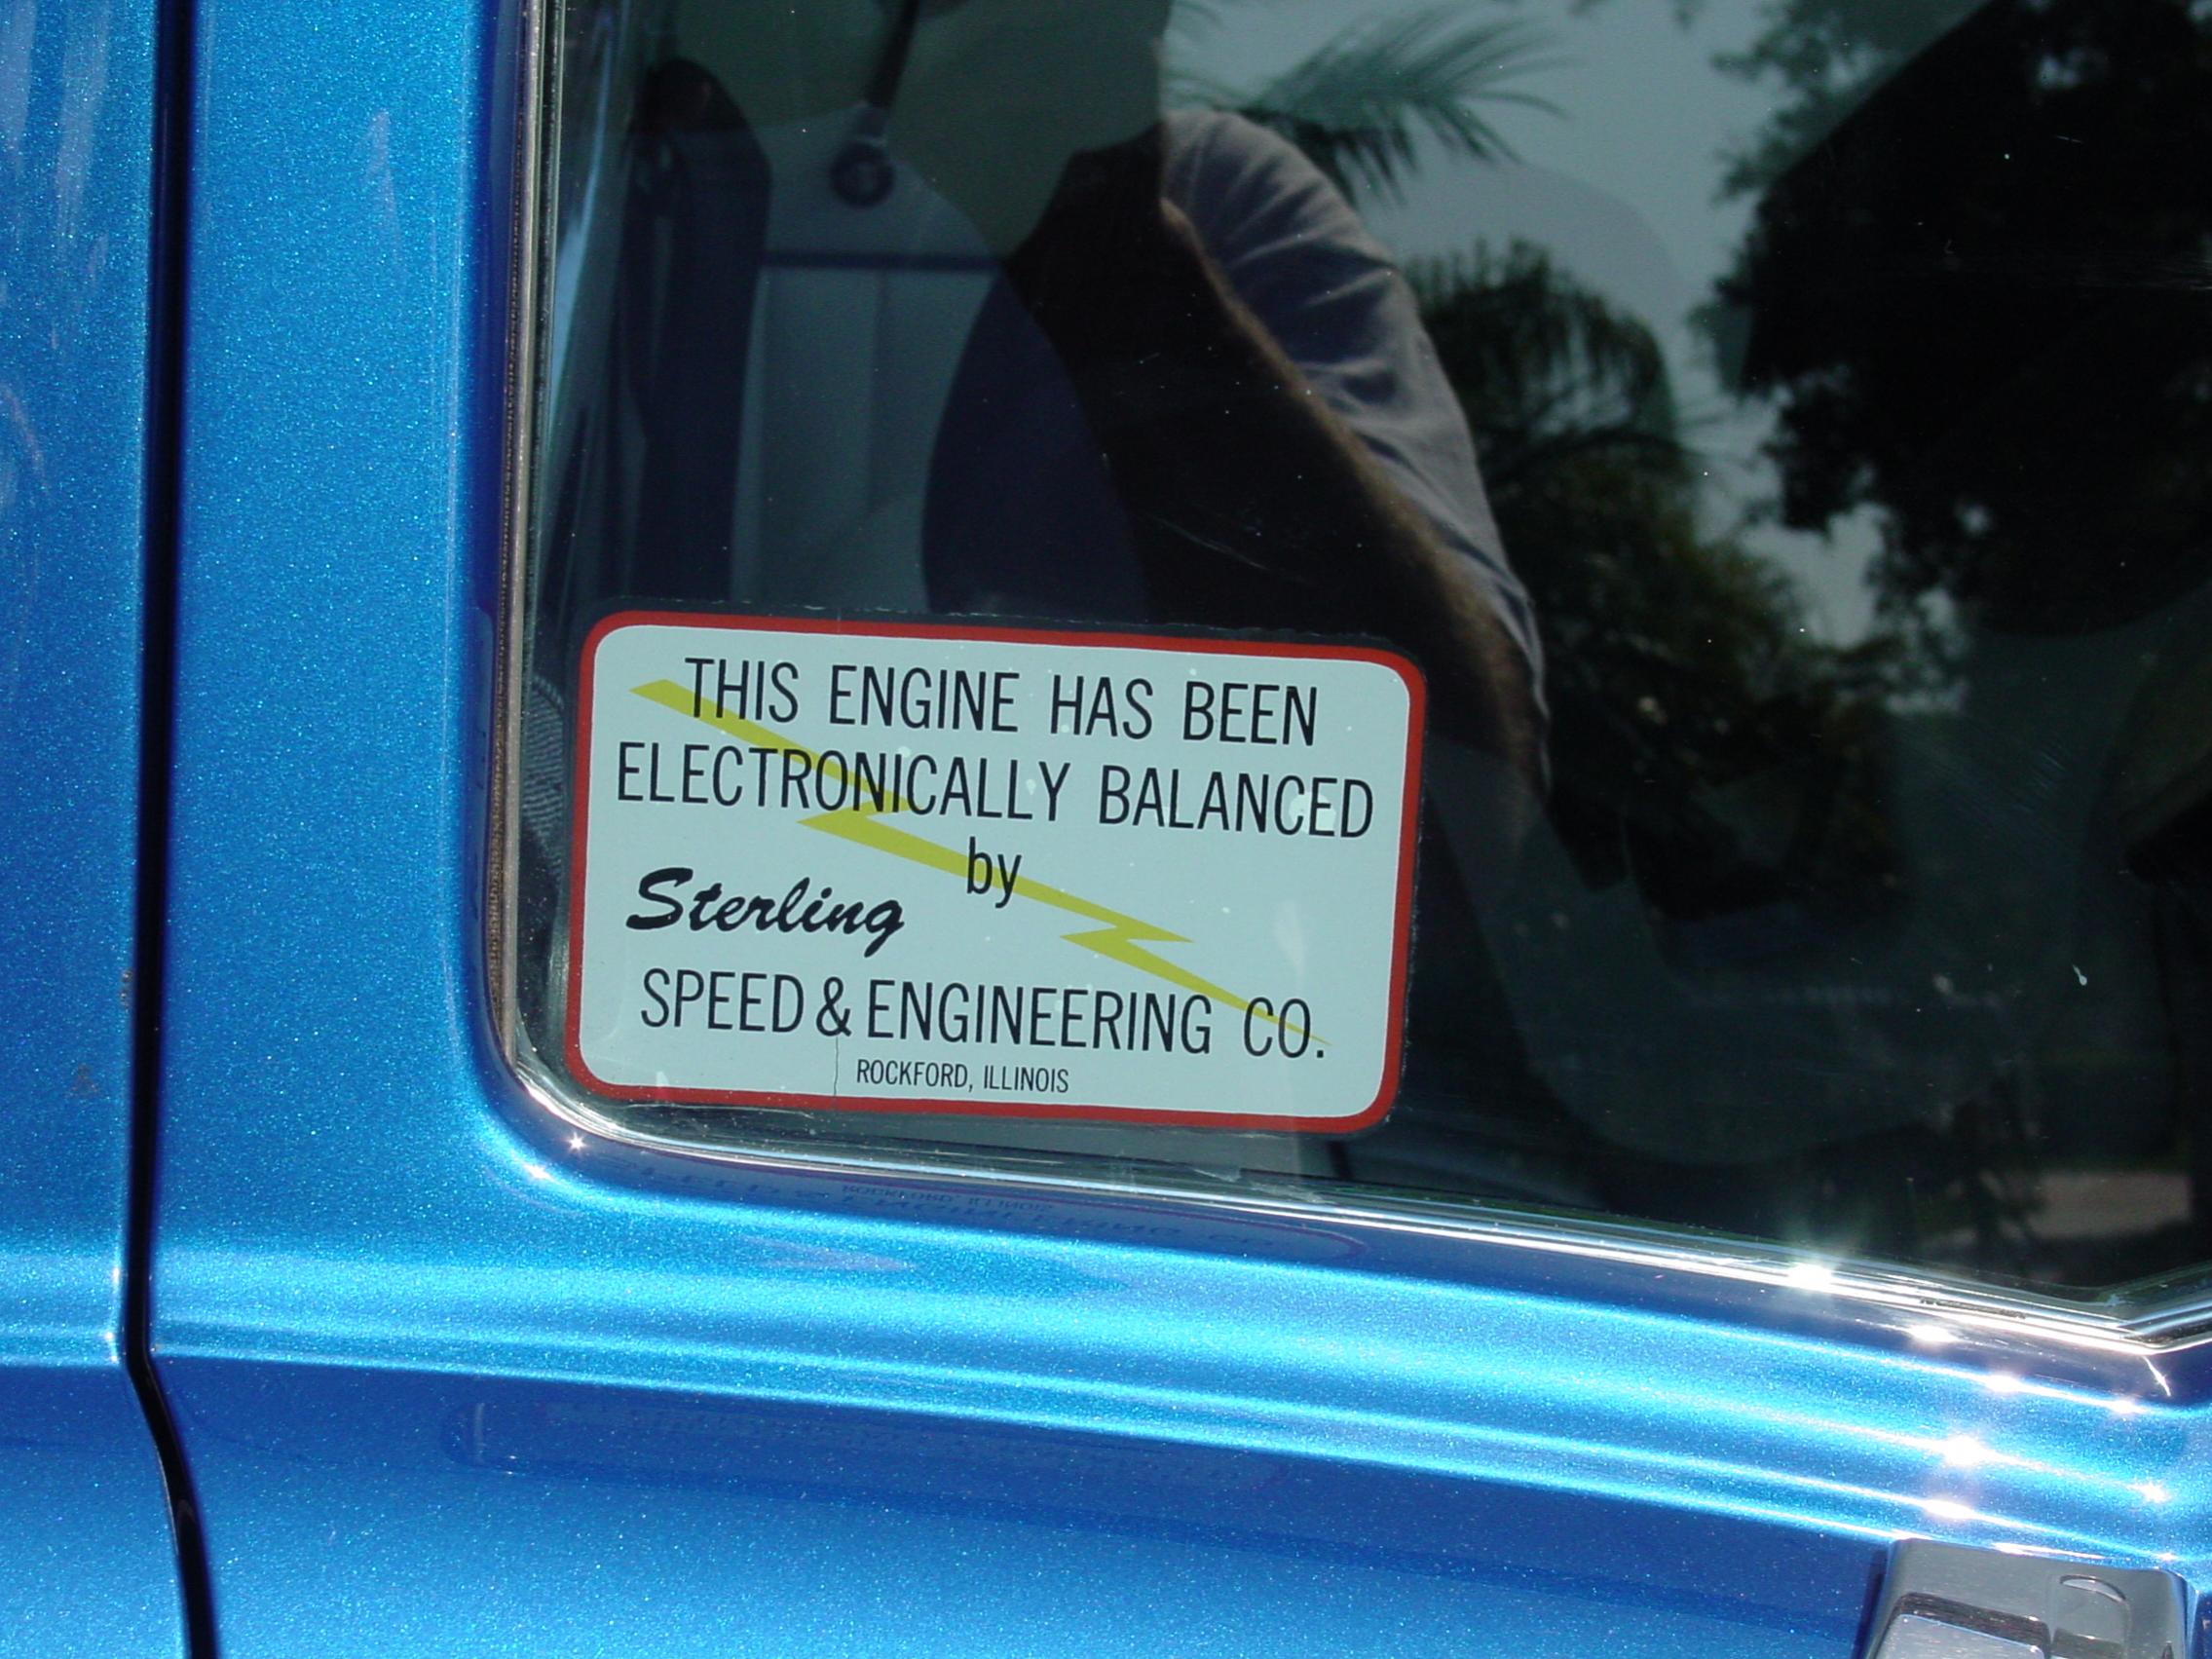 THIS ENGINE HAS BEEN
ELECTRONICALLY BALANCED
by
Sterling
SPEED & ENGINEERING CO.
ROCKFORD, ILLINOIS